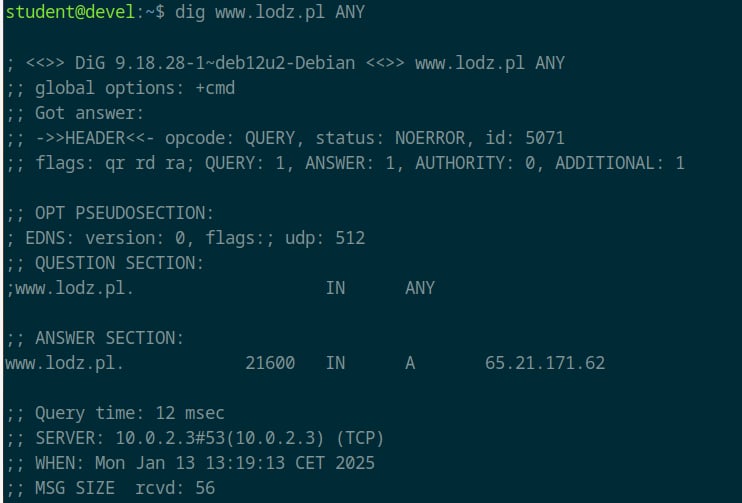 student@devel:~$ dig www.lodz.pl ANY
; <<>> DiG 9.18.28-1~deb12u2-Debian <<>> www.lodz.pl ANY
;; global options: +cmd
;; Got answer:
;; ->>HEADER<<- opcode: QUERY, status: NOERROR, id: 5071
;; flags: qr rd ra; QUERY: 1, ANSWER: 1, AUTHORITY: 0, ADDITIONAL: 1
;; OPT PSEUDOSECTION:
; EDNS: version: 0, flags:; udp: 512
;; QUESTION SECTION:
;www.lodz.pl. IN ANY
;; ANSWER SECTION:
www.lodz.pl. 21600 IN A 65.21.171.62
;; Query time: 12 msec
;; SERVER: 10.0.2.3#53(10.0.2.3) (TCP)
;; WHEN: Mon Jan 13 13:19:13 CET 2025
;; MSG SIZE rcvd: 56